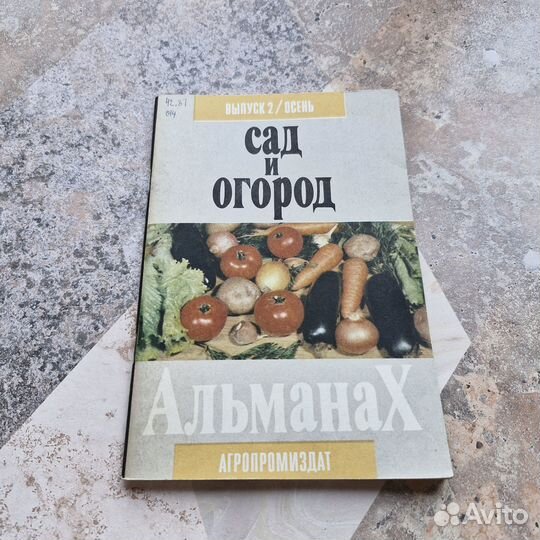 ВЫПУСК 2/ОСЕНЬ
сад
и
огород
АльманаХ
АГРОПРОМИЗДАТ
Avito